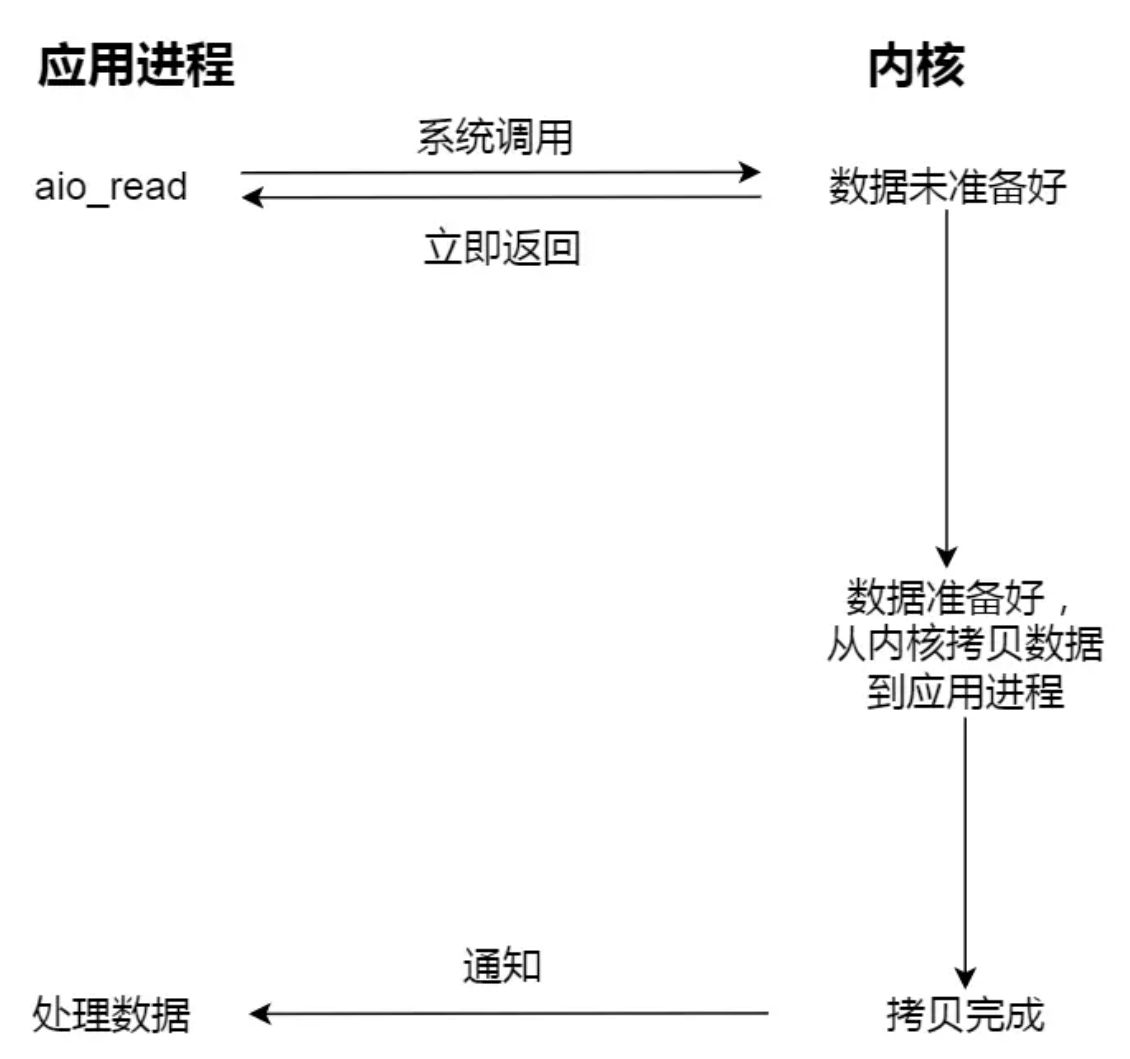 应用进程
内核
系统调用
aio_read
数据未准备好
立即返回
数据准备好，
从内核拷贝数据
到应用进程
通知
处理数据
拷贝完成